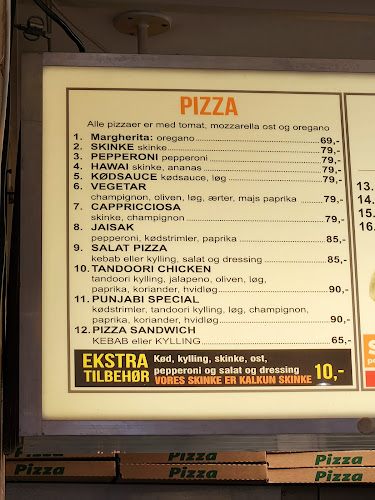 PIZZA
Alle pizzaer er med tomat, mozzarella ost og oregano
1. Margherita: oregano 69,-
2. SKINKE skinke 79,-
3. PEPPERONI pepperoni 79,-
4. HAWAI skinke, ananas 79,-
5. KØDSAUCE kødsauce, løg 79,-
6. VEGETAR
champignon, oliven, løg, ærter, majs paprika 79,-
7. CAPPRICCIOSA
skinke, champignon 79,-
8. JAISAK
pepperoni, kødstrimler, paprika 85,-
9. SALAT PIZZA
kebab eller kylling, salat og dressing 85,-
10. TANDOORI CHICKEN
tandoori kylling, jalapeno, oliven, løg,
paprika, koriander, hvidløg 90,-
11. PUNJABI SPECIAL
kødstrimler, tandoori kylling, løg, champignon,
paprika, koriander, hvidløg 90,-
12. PIZZA SANDWICH
KEBAB eller KYLLING 65,-
EKSTRA TILBEHØR
Kød, kylling, skinke, ost,
pepperoni og salat og dressing
VORES SKINKE ER KALKUN SKINKE
10,-
13.
14.
15.
16.
Pizza
Pizza
Pizza
Pizza
Pizza
Pizza